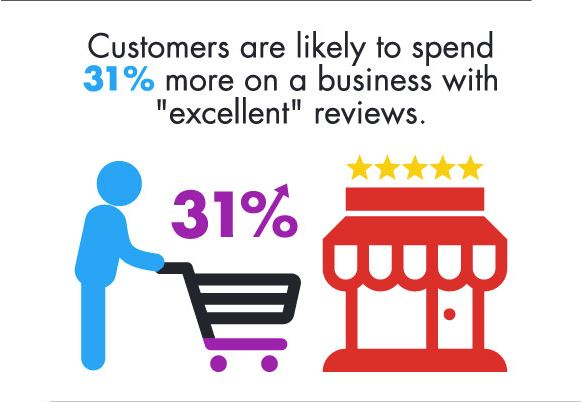 Customers are likely to spend
31% more on a business with
"excellent" reviews.
31%